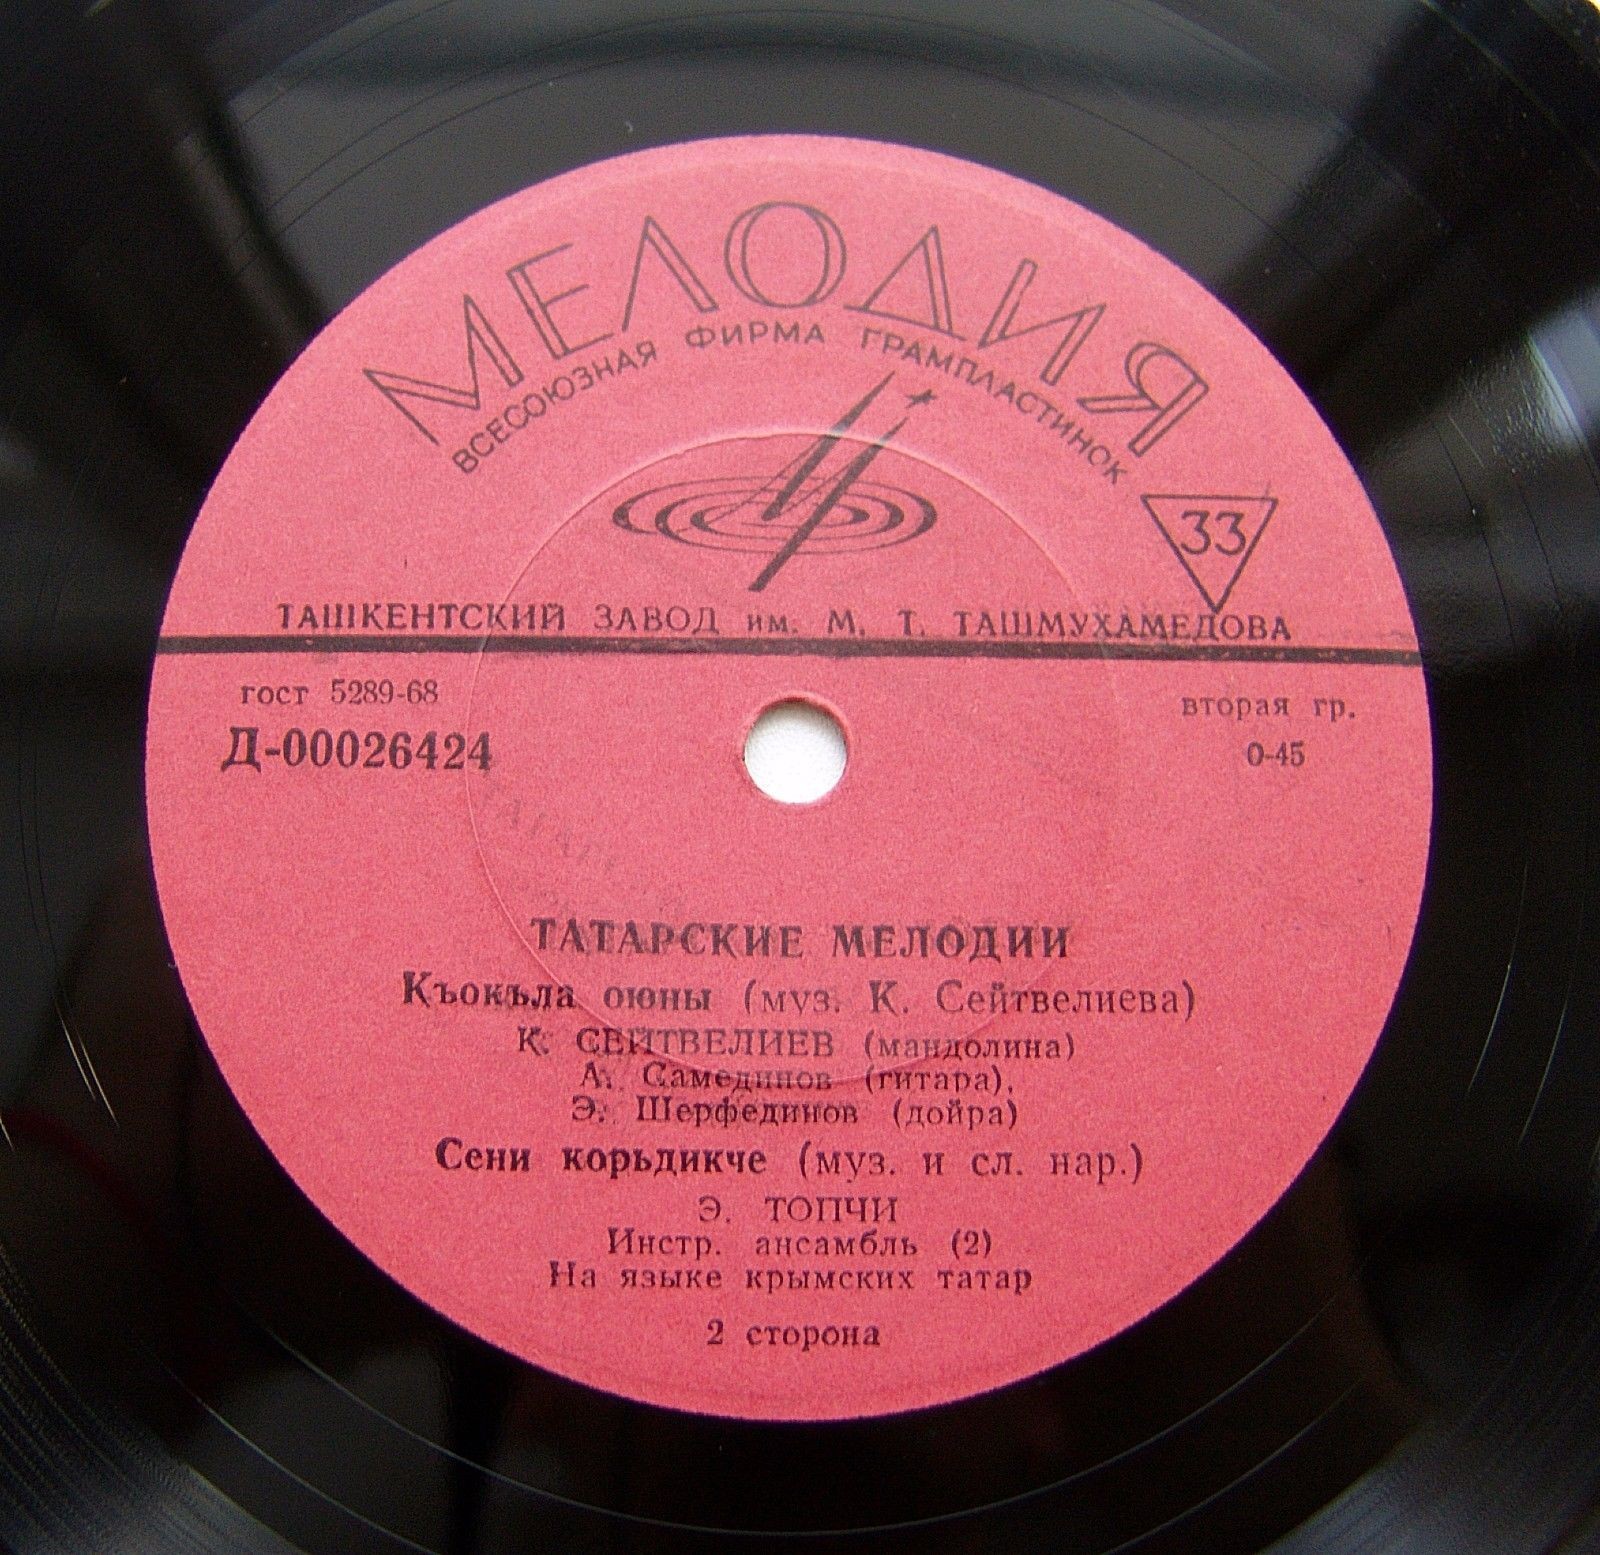 МЕЛОДИЯ
ВСЕСОЮЗНАЯ ФИРМА ГРАМПЛАСТИНОК
33
ТАШКЕНТСКИЙ ЗАВОД им. М. Т. ТАШМУХАМЕДОВА
гост 5289-68
вторая гр.
Д-00026424
0-45
ТАТАРСКИЕ МЕЛОДИИ
Къокъла оюны (муз. К. Сейтвелиева)
К. СЕЙТВЕЛИЕВ (мандолина)
А. Самединов (гитара),
Э. Шерфединов (дойра)
Сени корьдикче (муз. и сл. нар.)
Э. ТОПЧИ
Инстр. ансамбль (2)
На языке крымских татар
2 сторона